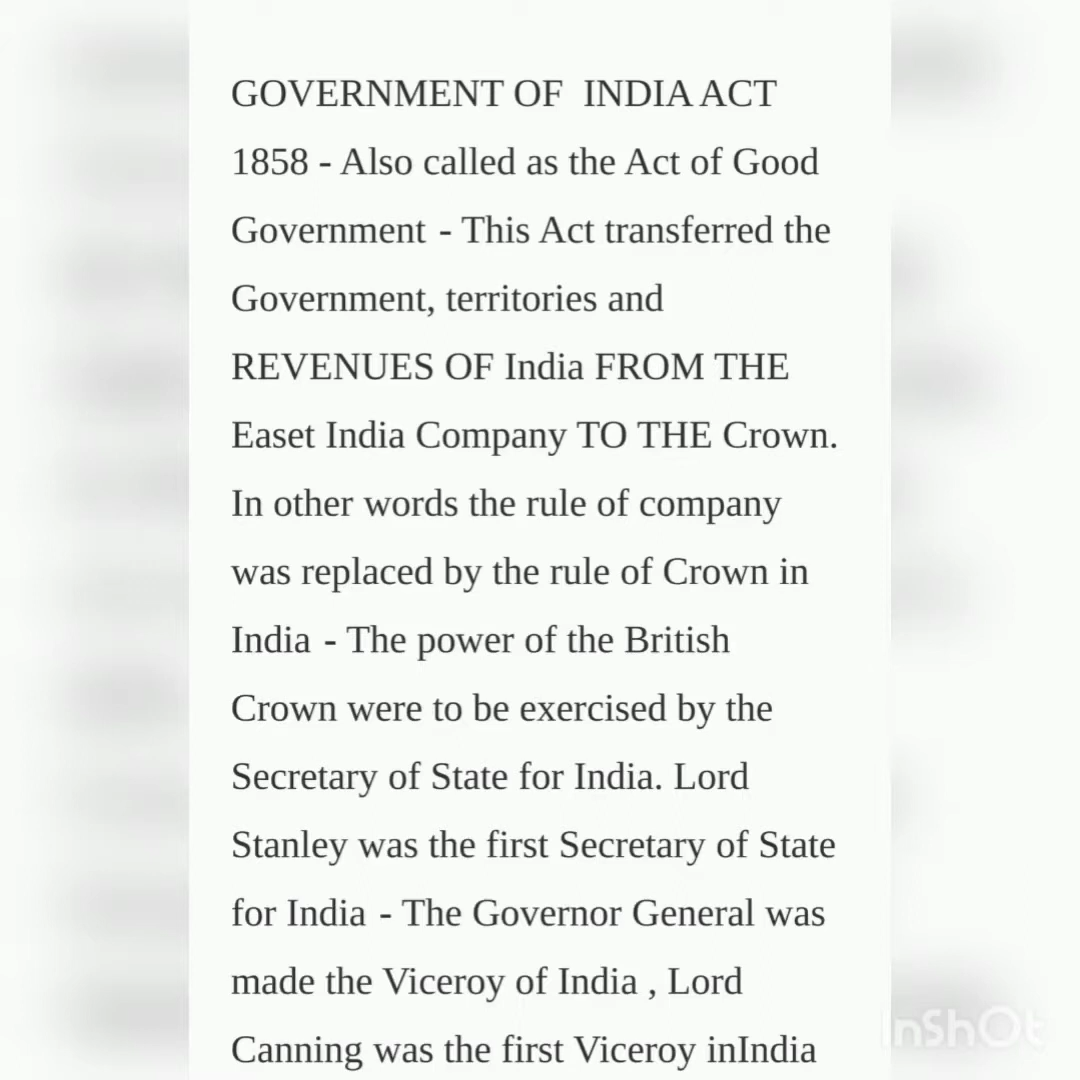 GOVERNMENT OF INDIA ACT
1858 - Also called as the Act of Good
Government - This Act transferred the
Government, territories and
REVENUES OF India FROM THE
Easet India Company TO THE Crown.
In other words the rule of company
was replaced by the rule of Crown in
India - The power of the British
Crown were to be exercised by the
Secretary of State for India. Lord
Stanley was the first Secretary of State
for India - The Governor General was
made the Viceroy of India , Lord
Canning was the first Viceroy inIndia
InShOt